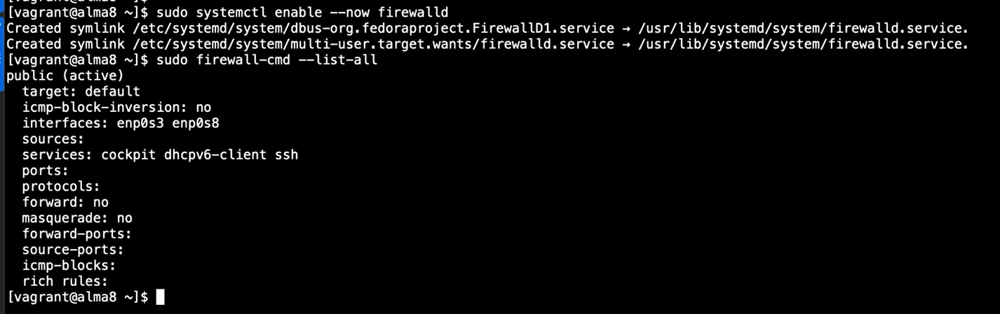 [vagrant@alma8 ~]$ sudo systemctl enable --now firewalld
Created symlink /etc/systemd/system/dbus-org.fedoraproject.FirewallD1.service → /usr/lib/systemd/system/firewalld.service.
Created symlink /etc/systemd/system/multi-user.target.wants/firewalld.service → /usr/lib/systemd/system/firewalld.service.
[vagrant@alma8 ~]$ sudo firewall-cmd --list-all
public (active)
  target: default
  icmp-block-inversion: no
  interfaces: enp0s3 enp0s8
  sources:
  services: cockpit dhcpv6-client ssh
  ports:
  protocols:
  forward: no
  masquerade: no
  forward-ports:
  source-ports:
  icmp-blocks:
  rich rules:
[vagrant@alma8 ~]$